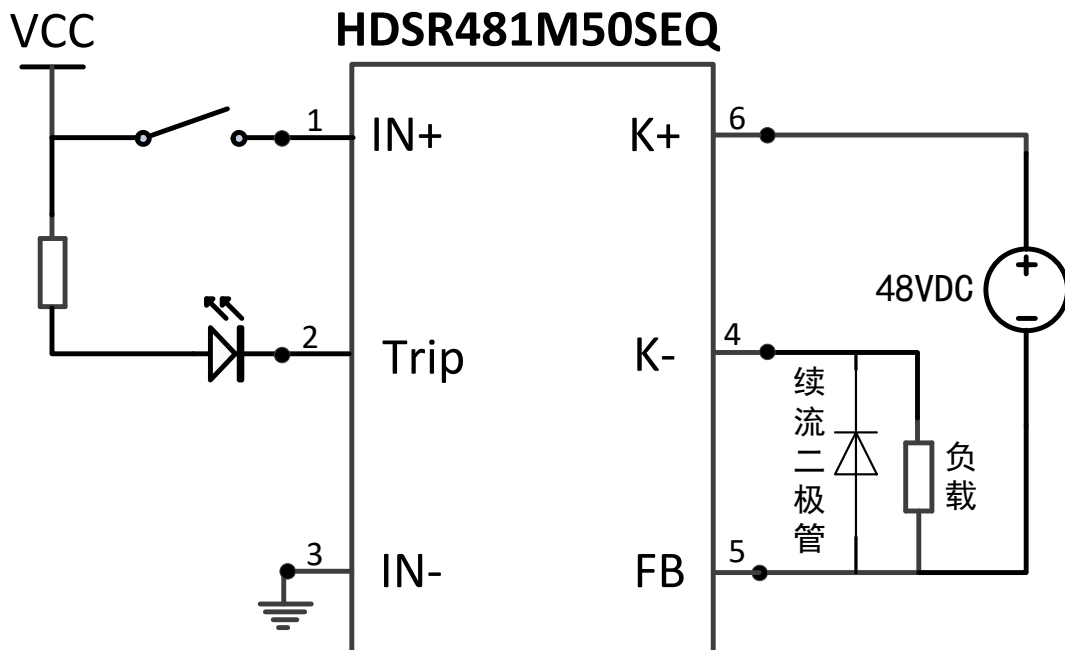 VCC
HDSR481M50SEQ
1
IN+
K+
6
48VDC
2
Trip
K-
4
续流二极管
负载
3
IN-
FB
5